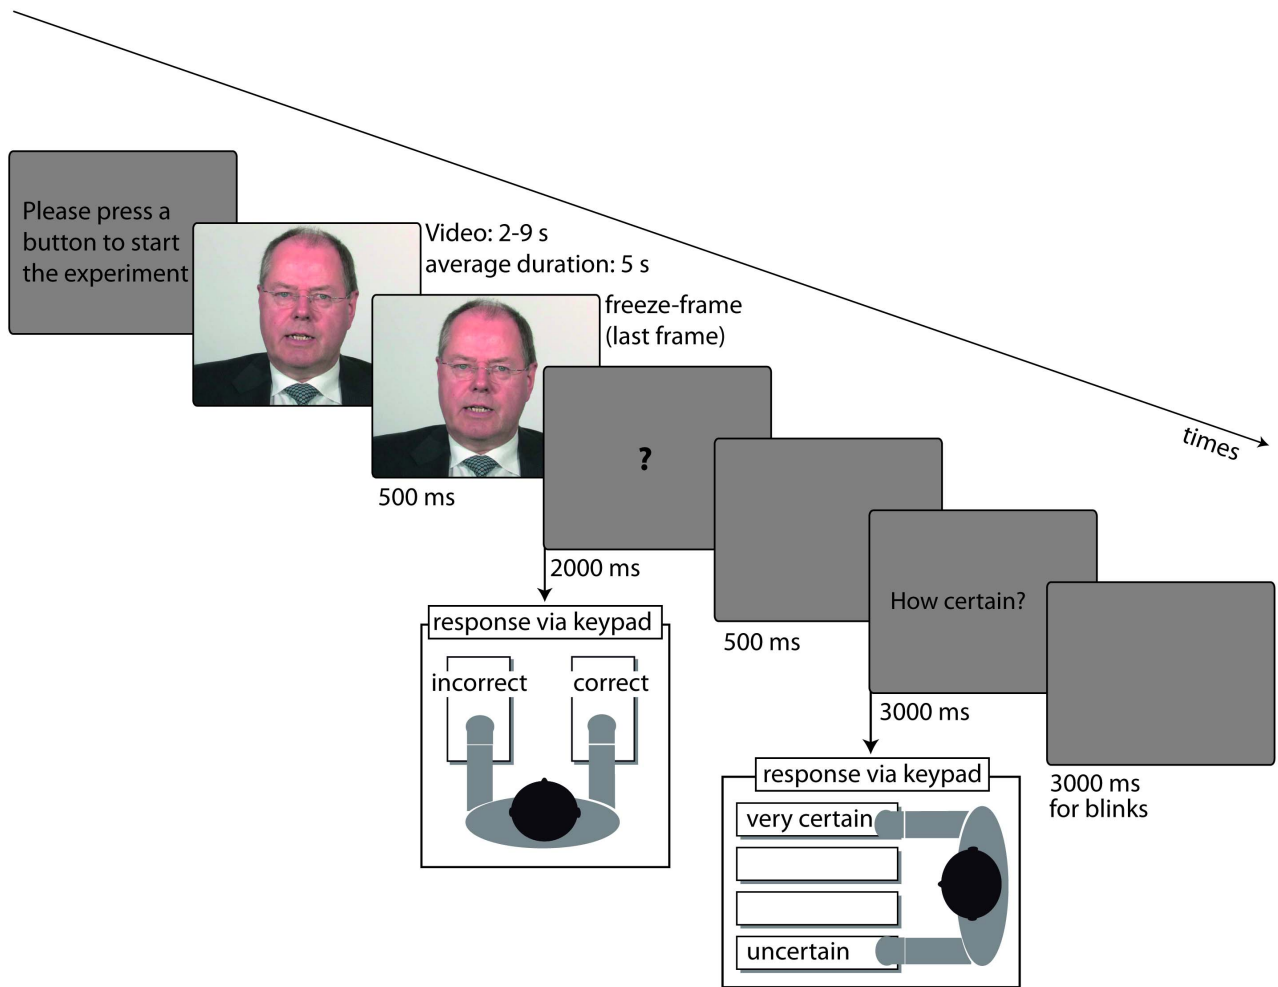 Please press a
button to start
the experiment
Video: 2-9 s
average duration: 5 s
freeze-frame
(last frame)
500 ms
?
times
2000 ms
response via keypad
incorrect
correct
500 ms
How certain?
3000 ms
response via keypad
very certain
uncertain
3000 ms
for blinks